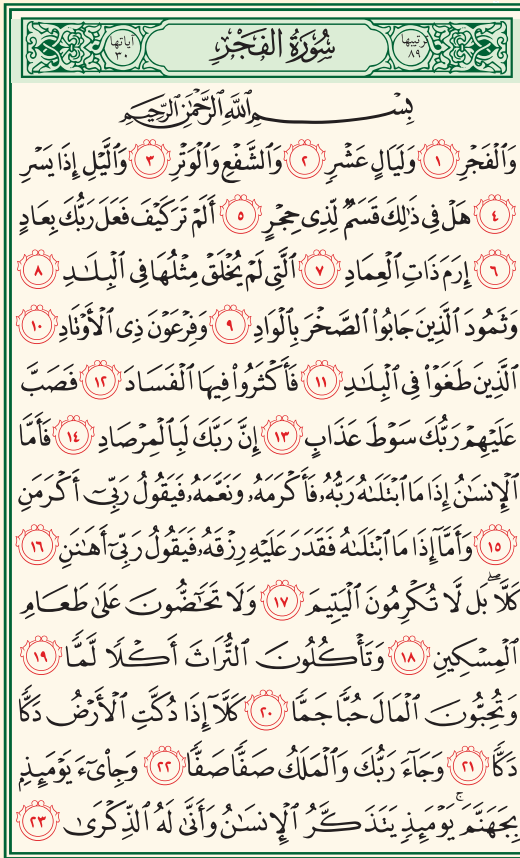 ترتيبها ٨٩ سُورَةُ الفَجْرِ آياتها ٣٠
بِسْمِ اللَّهِ الرَّحْمَٰنِ الرَّحِيمِ
وَٱلْفَجْرِ ١ وَلَيَالٍ عَشْرٍ ٢ وَٱلشَّفْعِ وَٱلْوَتْرِ ٣ وَٱلَّيْلِ إِذَا يَسْرِ
٤ هَلْ فِى ذَٰلِكَ قَسَمٌ لِّذِى حِجْرٍ ٥ أَلَمْ تَرَ كَيْفَ فَعَلَ رَبُّكَ بِعَادٍ
٦ إِرَمَ ذَاتِ ٱلْعِمَادِ ٧ ٱلَّتِى لَمْ يُخْلَقْ مِثْلُهَا فِى ٱلْبِلَٰدِ ٨
وَثَمُودَ ٱلَّذِينَ جَابُوا۟ ٱلصَّخْرَ بِٱلْوَادِ ٩ وَفِرْعَوْنَ ذِى ٱلْأَوْتَادِ ١٠
ٱلَّذِينَ طَغَوْا۟ فِى ٱلْبِلَٰدِ ١١ فَأَكْثَرُوا۟ فِيهَا ٱلْفَسَادَ ١٢ فَصَبَّ
عَلَيْهِمْ رَبُّكَ سَوْطَ عَذَابٍ ١٣ إِنَّ رَبَّكَ لَبِٱلْمِرْصَادِ ١٤ فَأَمَّا
ٱلْإِنسَٰنُ إِذَا مَا ٱبْتَلَىٰهُ رَبُّهُۥ فَأَكْرَمَهُۥ وَنَعَّمَهُۥ فَيَقُولُ رَبِّىٓ أَكْرَمَنِ
١٥ وَأَمَّآ إِذَا مَا ٱبْتَلَىٰهُ فَقَدَرَ عَلَيْهِ رِزْقَهُۥ فَيَقُولُ رَبِّىٓ أَهَٰنَنِ ١٦
كَلَّا ۖ بَل لَّا تُكْرِمُونَ ٱلْيَتِيمَ ١٧ وَلَا تَحَٰٓضُّونَ عَلَىٰ طَعَامِ
ٱلْمِسْكِينِ ١٨ وَتَأْكُلُونَ ٱلتُّرَاثَ أَكْلًا لَّمًّا ١٩
وَتُحِبُّونَ ٱلْمَالَ حُبًّا جَمًّا ٢٠ كَلَّآ إِذَا دُكَّتِ ٱلْأَرْضُ دَكًّا
دَكًّا ٢١ وَجَآءَ رَبُّكَ وَٱلْمَلَكُ صَفًّا صَفًّا ٢٢ وَجِا۟ىٓءَ يَوْمَئِذٍۭ
بِجَهَنَّمَ ۚ يَوْمَئِذٍ يَتَذَكَّرُ ٱلْإِنسَٰنُ وَأَنَّىٰ لَهُ ٱلذِّكْرَىٰ ٢٣